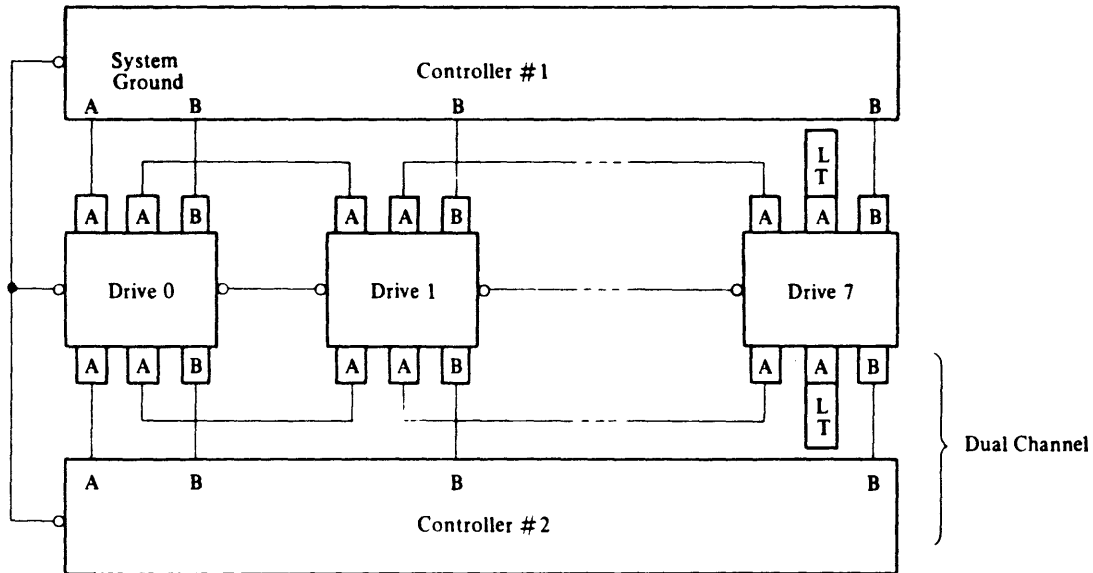 System
Ground
Controller #1
A B B B
L
T
A A B A A B A A B
Drive 0 Drive 1 Drive 7
A A B A A B A A B
L
T
Dual Channel
A B B B
Controller #2